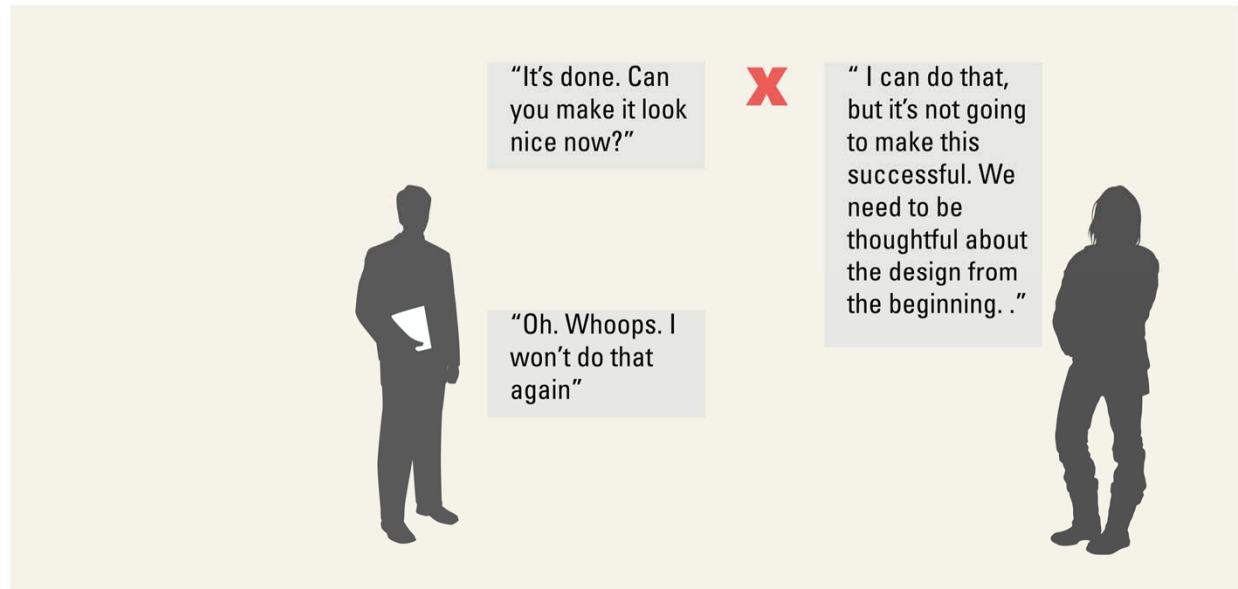 “It’s done. Can
you make it look
nice now?”
X
“ I can do that,
but it’s not going
to make this
successful. We
need to be
thoughtful about
the design from
the beginning. .”
“Oh. Whoops. I
won’t do that
again”